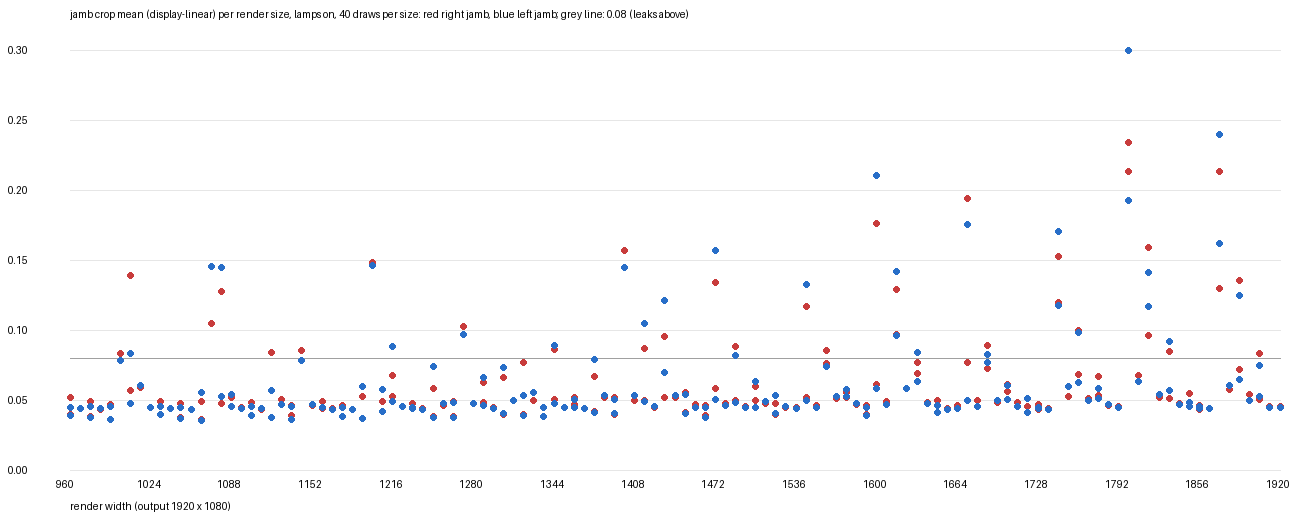 jamb crop mean (display-linear) per render size, lamps on, 40 draws per size: red right jamb, blue left jamb; grey line: 0.08 (leaks above)
0.30
0.25
0.20
0.15
0.10
0.05
0.00
960 1024 1088 1152 1216 1280 1344 1408 1472 1536 1600 1664 1728 1792 1856 1920
render width (output 1920 x 1080)